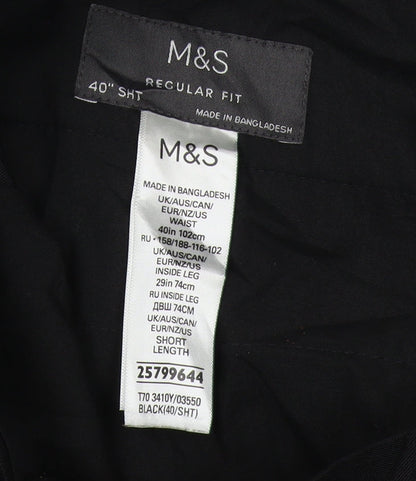 M&S
REGULAR FIT
40" SHT
MADE IN BANGLADESH
M&S
MADE IN BANGLADESH
UK/AUS/CAN/
EUR/NZ/US
WAIST
40in 102cm
RU - 158/188-116-102
UK/AUS/CAN/
EUR/NZ/US
INSIDE LEG
29in 74cm
RU INSIDE LEG
ДВШ 74CM
UK/AUS/CAN/
EUR/NZ/US
SHORT
LENGTH
25799644
T70 3410Y/03550
BLACK(40/SHT)